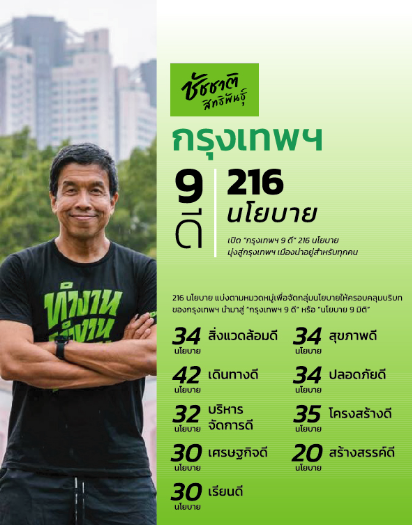 ชัชชาติ
สิทธิพันธุ์
กรุงเทพฯ
9
ดี
216
นโยบาย
เปิด "กรุงเทพฯ 9 ดี" 216 นโยบาย
มุ่งสู่กรุงเทพฯ เมืองน่าอยู่สำหรับทุกคน
ทำงาน
ทำงาน
216 นโยบาย แบ่งตามหมวดหมู่เพื่อจัดกลุ่มนโยบายให้ครอบคลุมบริบท
ของกรุงเทพฯ นำมาสู่ "กรุงเทพฯ 9 ดี" หรือ "นโยบาย 9 มิติ"
34 นโยบาย สิ่งแวดล้อมดี
34 นโยบาย สุขภาพดี
42 นโยบาย เดินทางดี
34 นโยบาย ปลอดภัยดี
32 นโยบาย บริหาร
จัดการดี
35 นโยบาย โครงสร้างดี
30 นโยบาย เศรษฐกิจดี
20 นโยบาย สร้างสรรค์ดี
30 นโยบาย เรียนดี